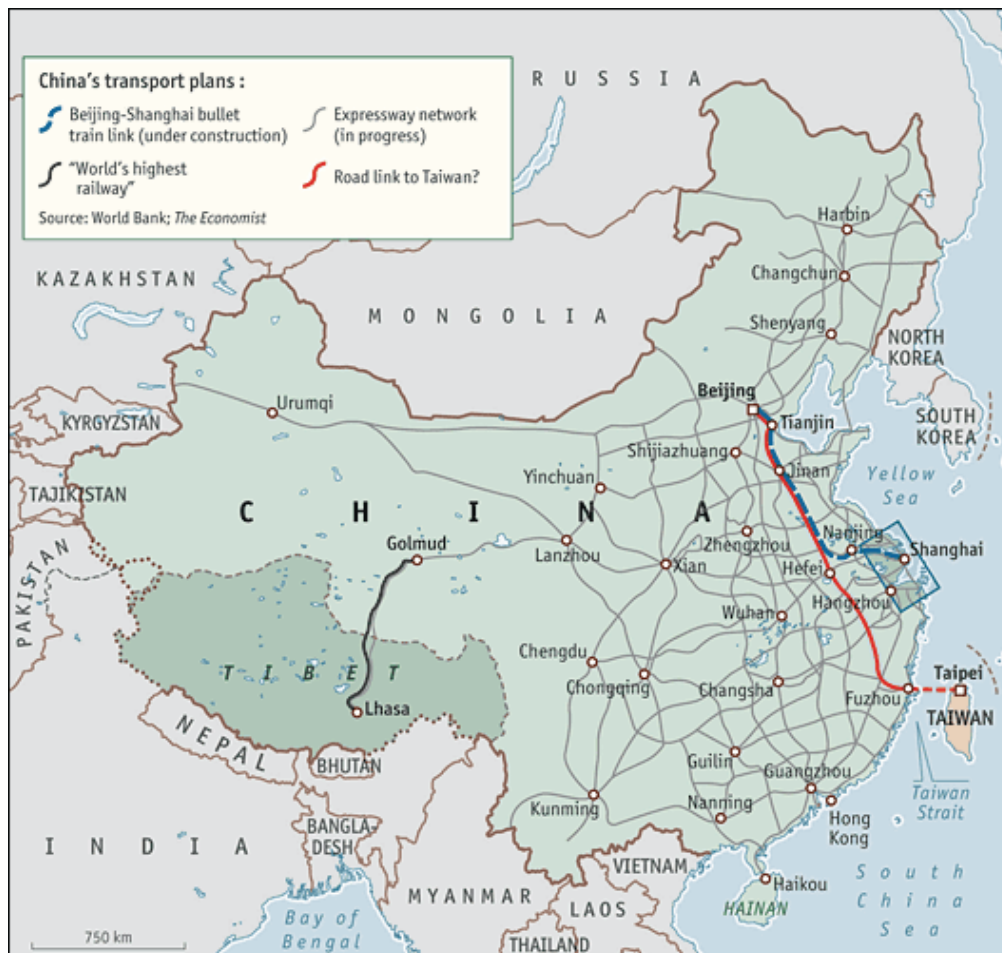 China's transport plans :
Beijing-Shanghai bullet
train link (under construction)
Expressway network
(in progress)
"World's highest
railway"
Road link to Taiwan?
Source: World Bank; The Economist
RUSSIA
KAZAKHSTAN
MONGOLIA
Harbin
Changchun
Shenyang
NORTH
KOREA
SOUTH
KOREA
Beijing
Tianjin
KYRGYZSTAN
Urumqi
Shijiazhuang
Jinan
Yellow
Sea
TAJIKISTAN
Yinchuan
CHINA
PAKISTAN
Golmud
Lanzhou
Xian
Zhengzhou
Nanjing
Shanghai
Hefei
Hangzhou
Wuhan
TIBET
Lhasa
Chengdu
Chongqing
Changsha
Fuzhou
Taipei
TAIWAN
NEPAL
BHUTAN
Guilin
Guangzhou
Taiwan
Strait
Kunming
Nanning
Hong
Kong
INDIA
BANGLA-
DESH
VIETNAM
MYANMAR
LAOS
Haikou
HAINAN
South
China
Sea
Bay of
Bengal
THAILAND
750 km